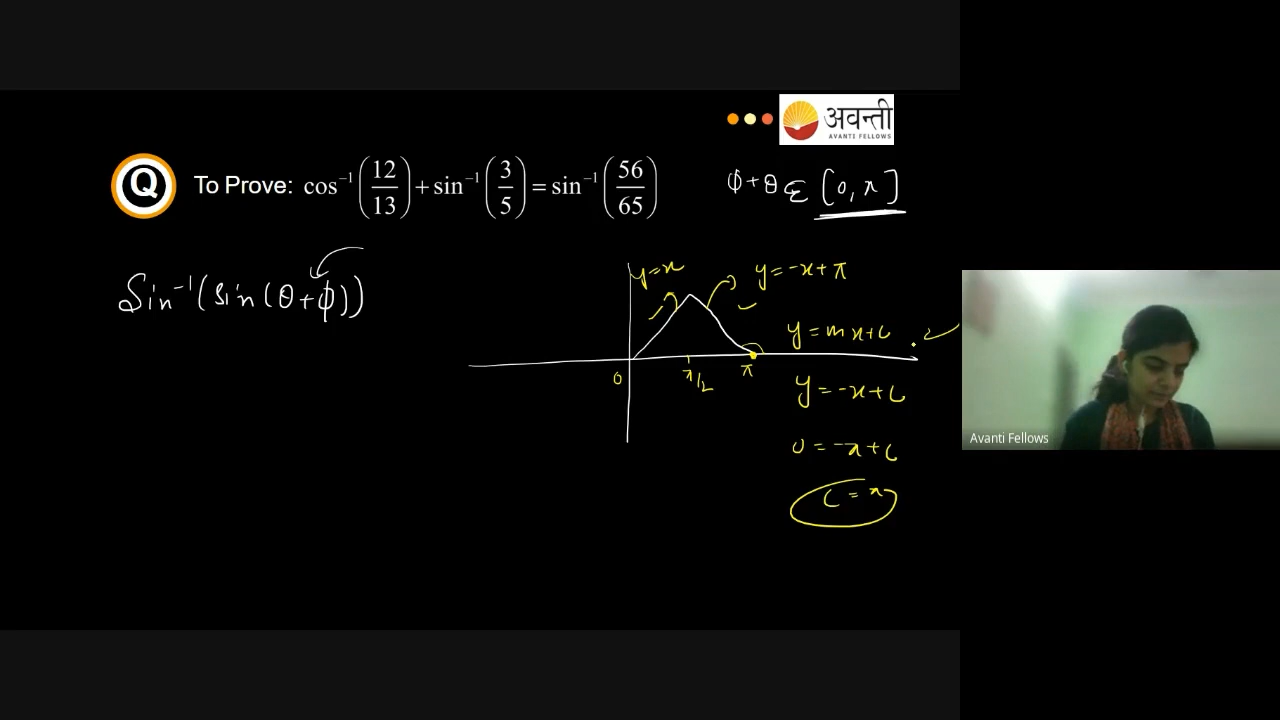 अवन्ती
AVANTI FELLOWS
Q To Prove: cos⁻¹(12/13) + sin⁻¹(3/5) = sin⁻¹(56/65)
ϕ+θ ∈ [0, π]
Sin⁻¹(sin(θ+ϕ))
y=x
y=-x+π
y=mx+c
0
π/2
π
y=-x+c
0=-π+c
c=π
Avanti Fellows